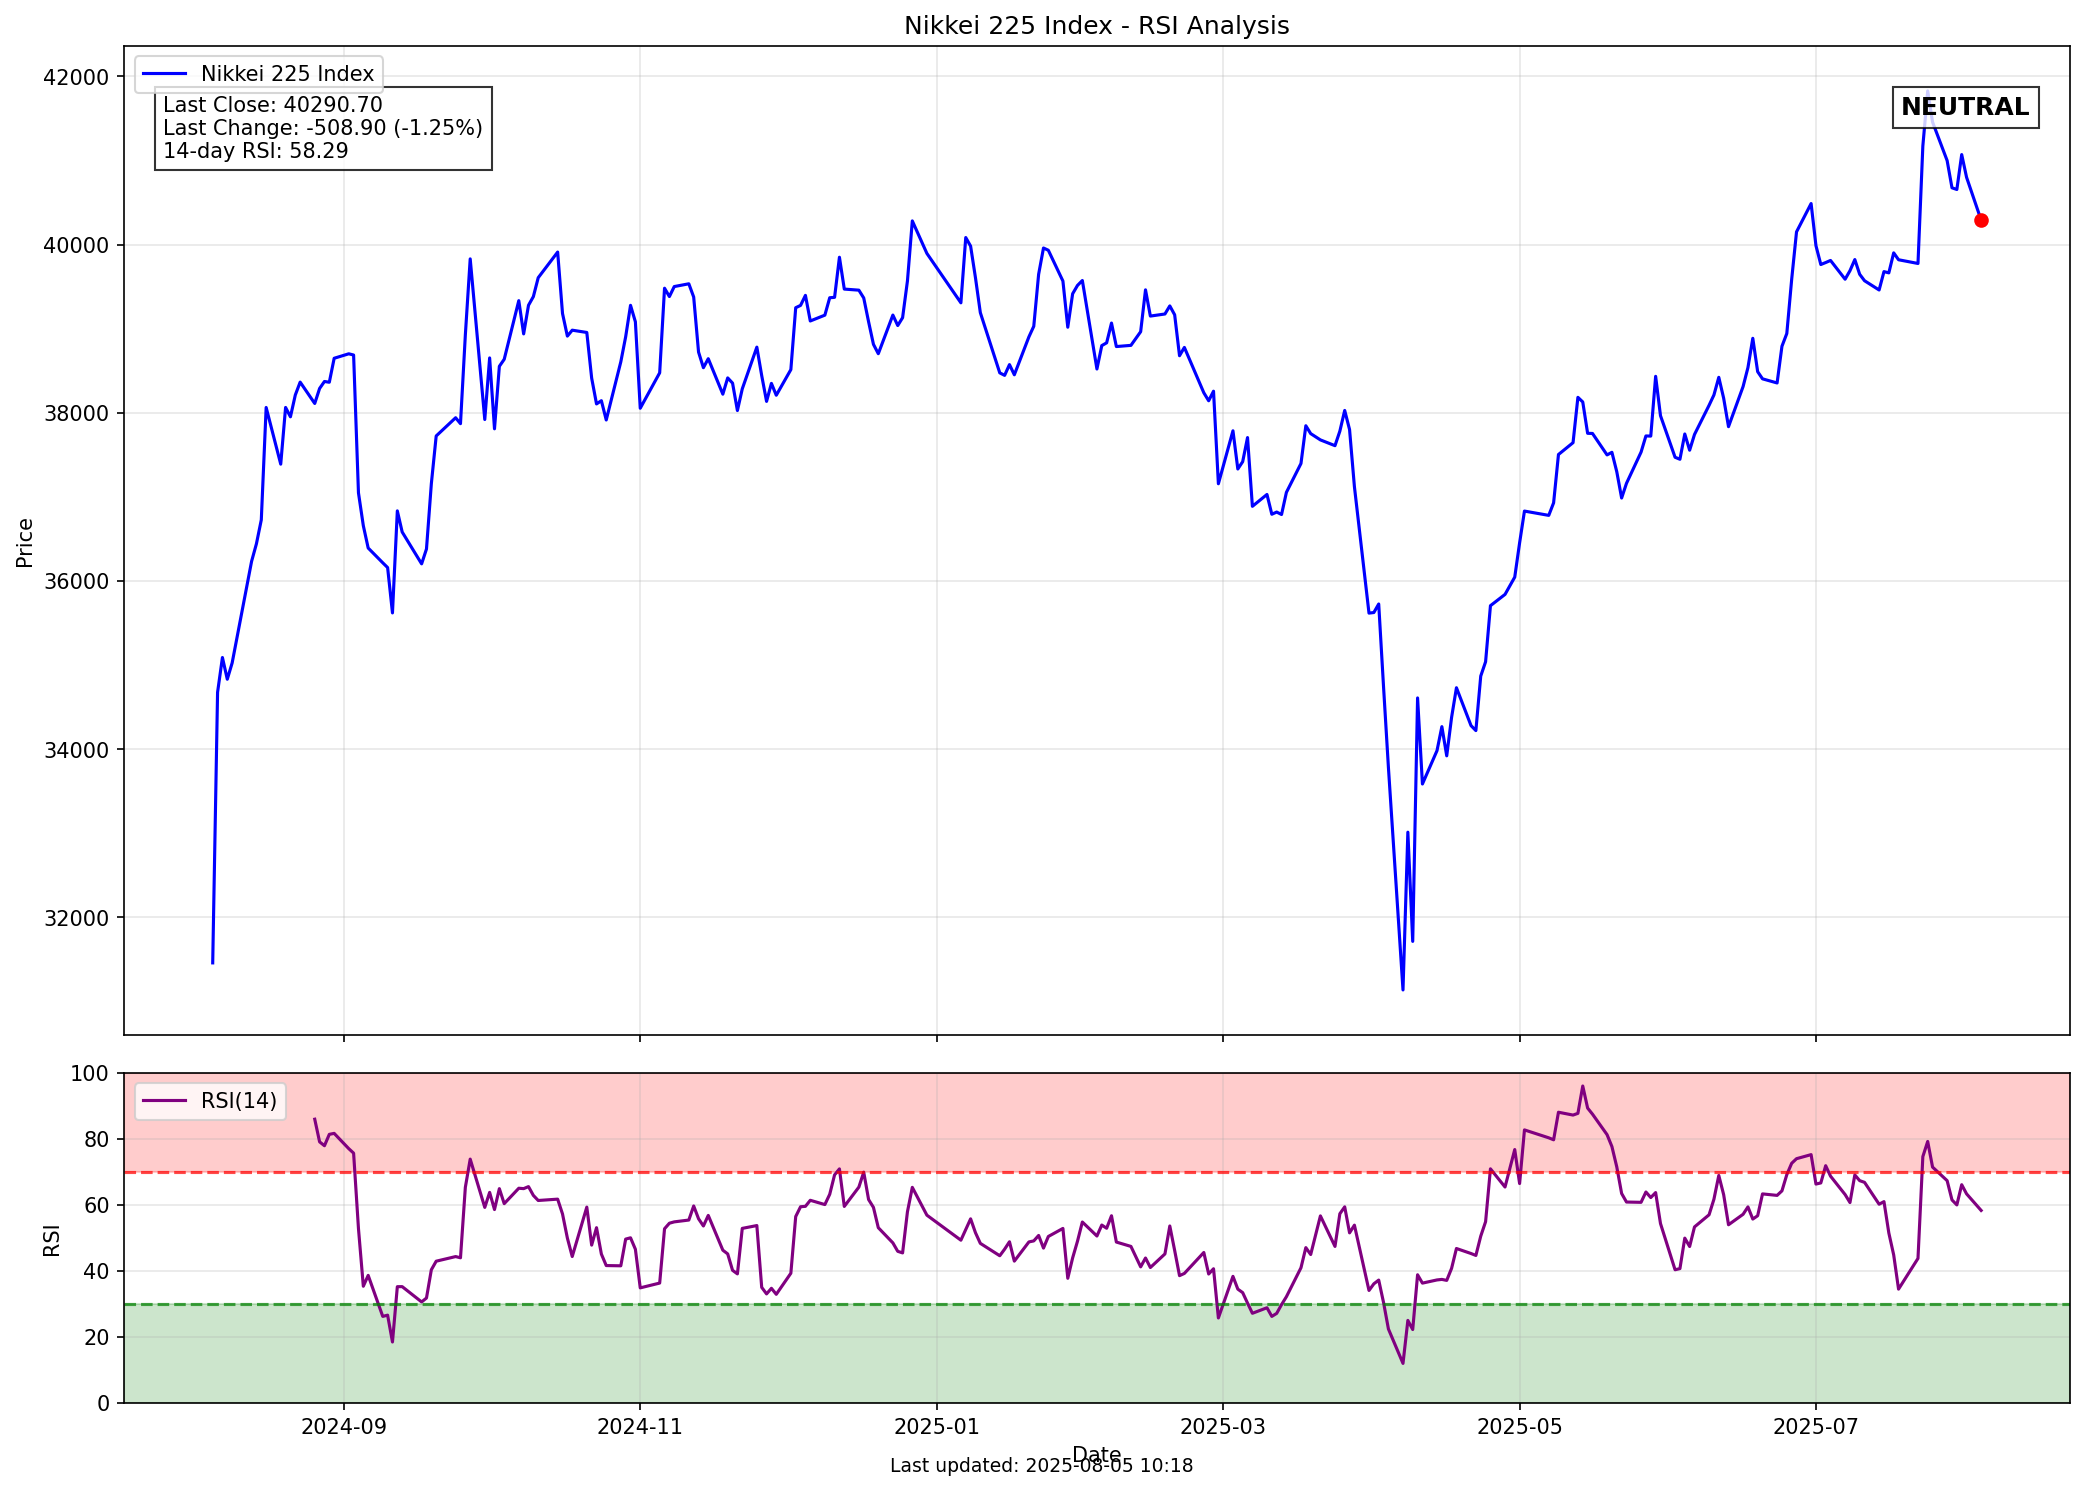 Nikkei 225 Index - RSI Analysis
Nikkei 225 Index
Last Close: 40290.70
Last Change: -508.90 (-1.25%)
14-day RSI: 58.29
NEUTRAL
Price
42000
40000
38000
36000
34000
32000
RSI(14)
RSI
100
80
60
40
20
0
2024-09
2024-11
2025-01
2025-03
2025-05
2025-07
Date
Last updated: 2025-08-05 10:18